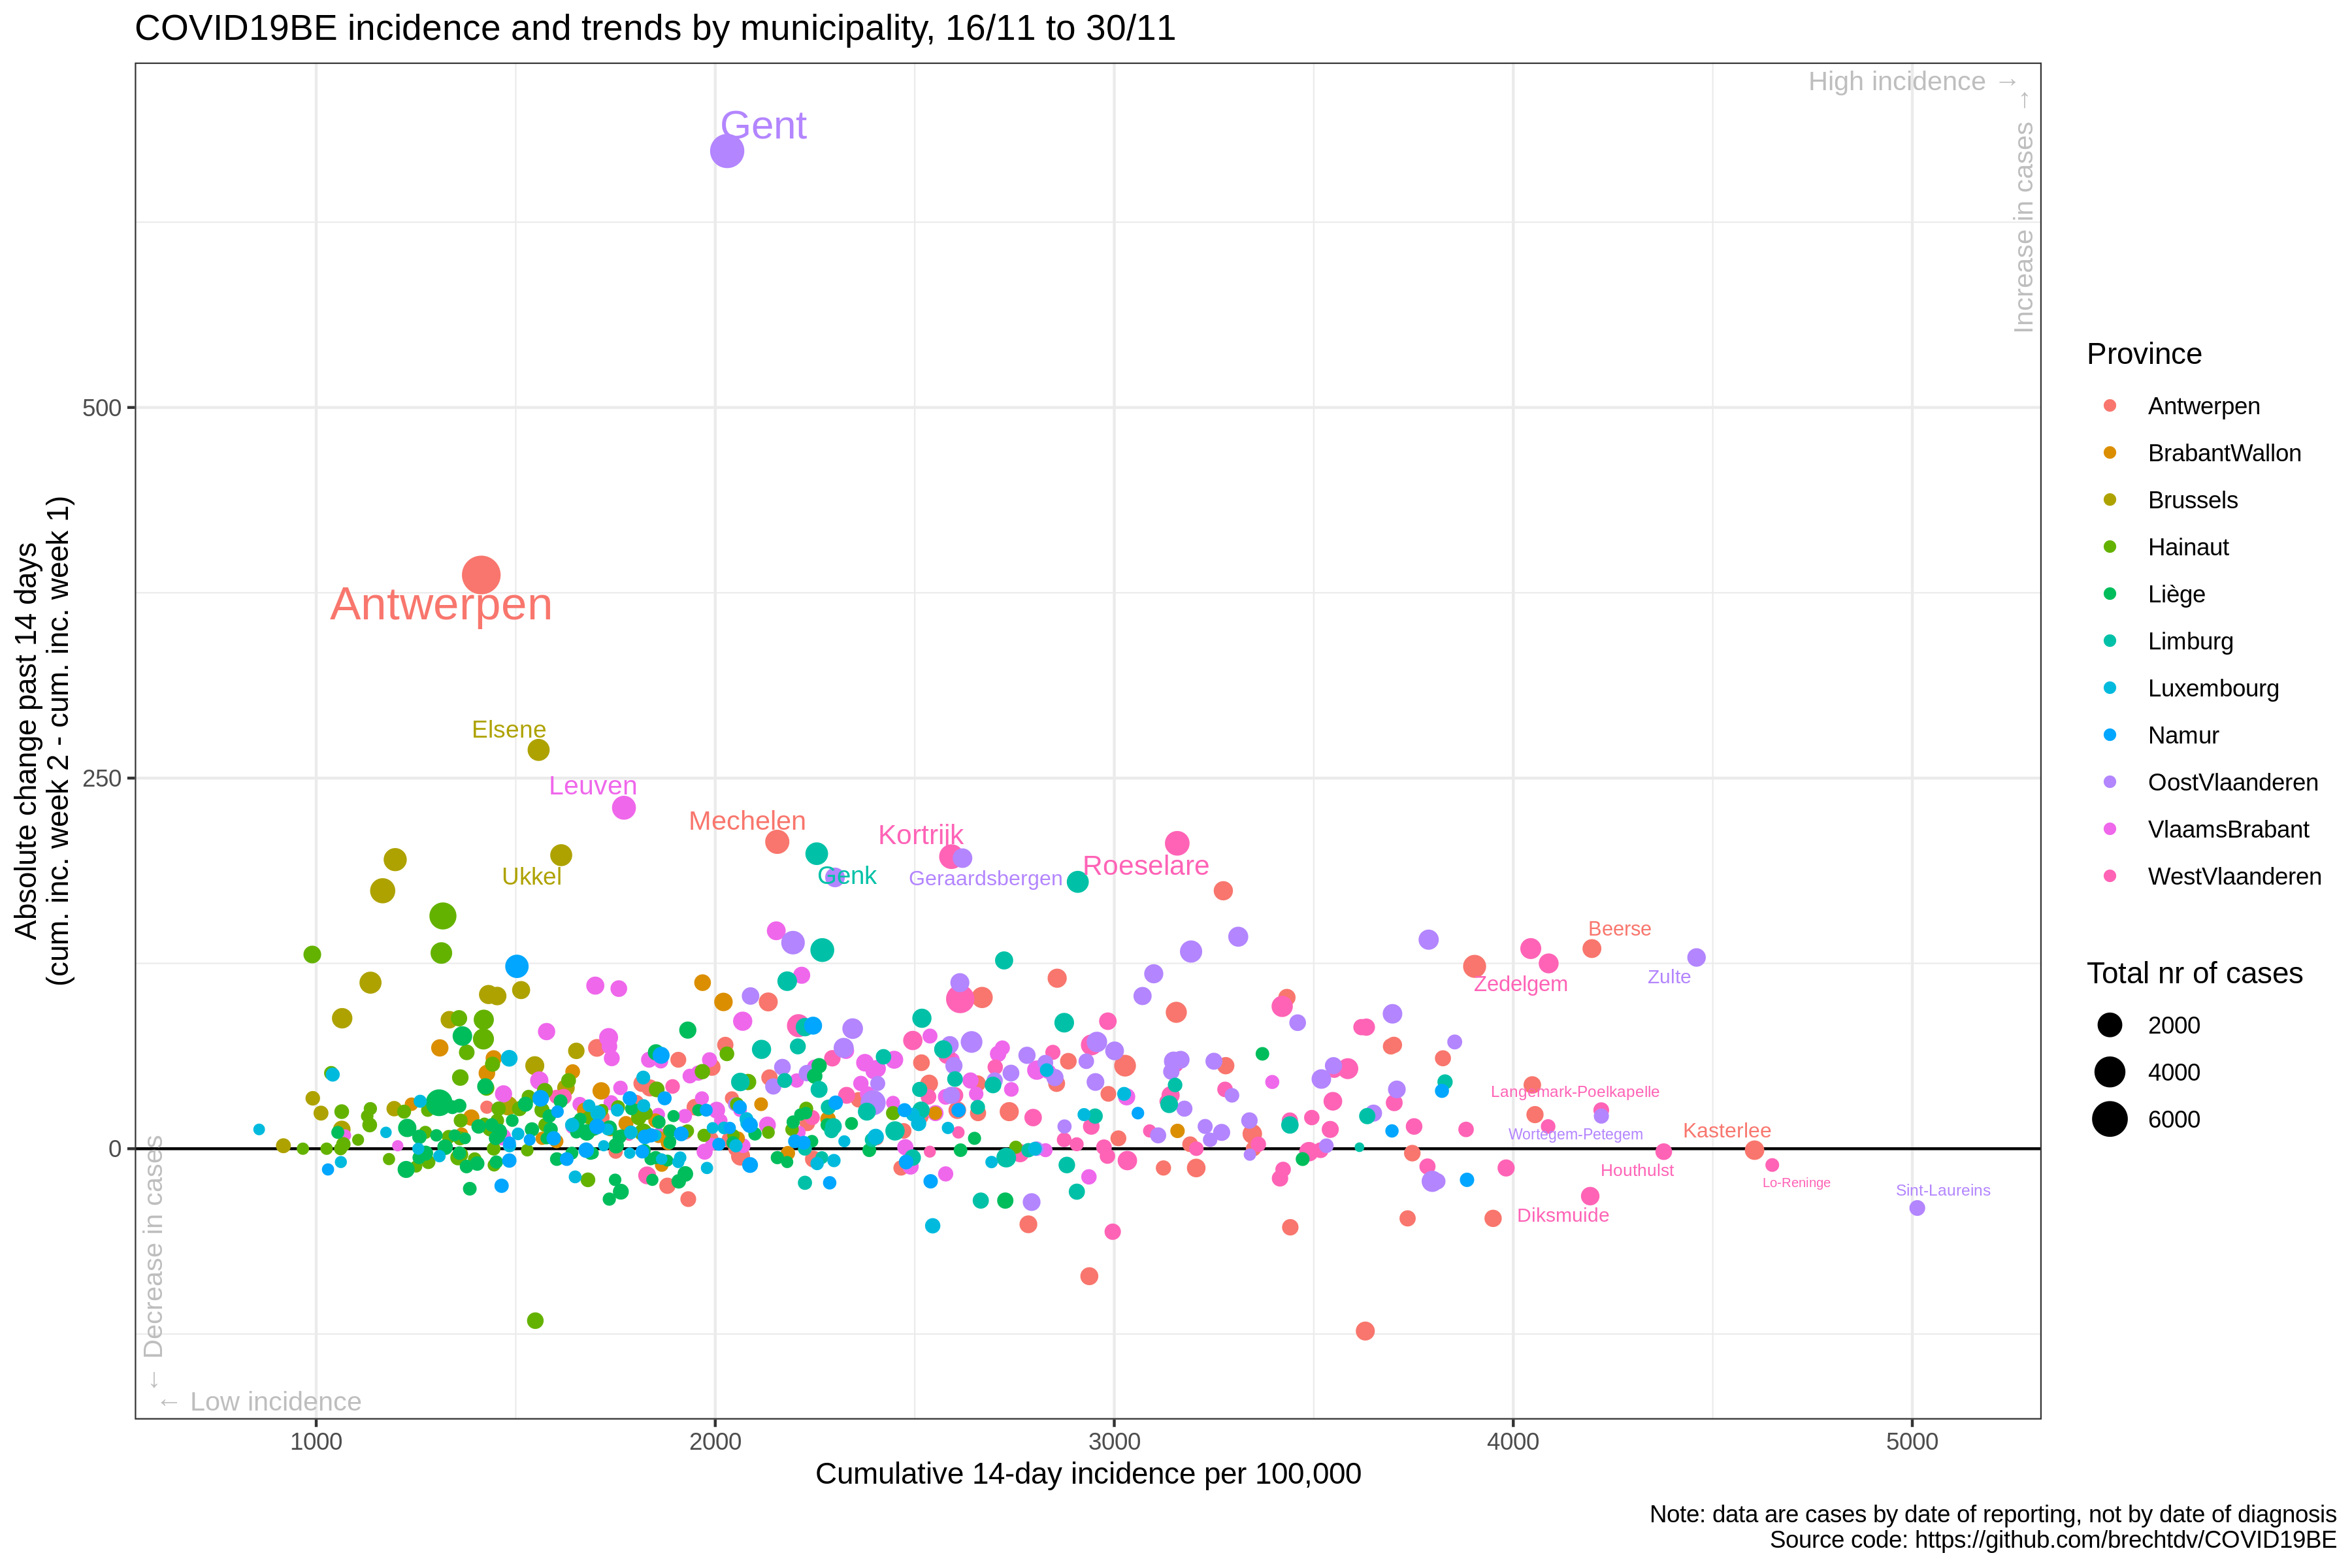 COVID19BE incidence and trends by municipality, 16/11 to 30/11
High incidence →
Increase in cases →
Gent
Antwerpen
Elsene
Leuven
Mechelen
Kortrijk
Roeselare
Ukkel
Genk
Geraardsbergen
Beerse
Zedelgem
Zulte
Langemark-Poelkapelle
Wortegem-Petegem
Kasterlee
Houthulst
Lo-Reninge
Sint-Laureins
Diksmuide
← Decrease in cases
← Low incidence
500
250
0
Absolute change past 14 days
(cum. inc. week 2 - cum. inc. week 1)
1000
2000
3000
4000
5000
Cumulative 14-day incidence per 100,000
Province
Antwerpen
BrabantWallon
Brussels
Hainaut
Liège
Limburg
Luxembourg
Namur
OostVlaanderen
VlaamsBrabant
WestVlaanderen
Total nr of cases
2000
4000
6000
Note: data are cases by date of reporting, not by date of diagnosis
Source code: https://github.com/brechtdv/COVID19BE